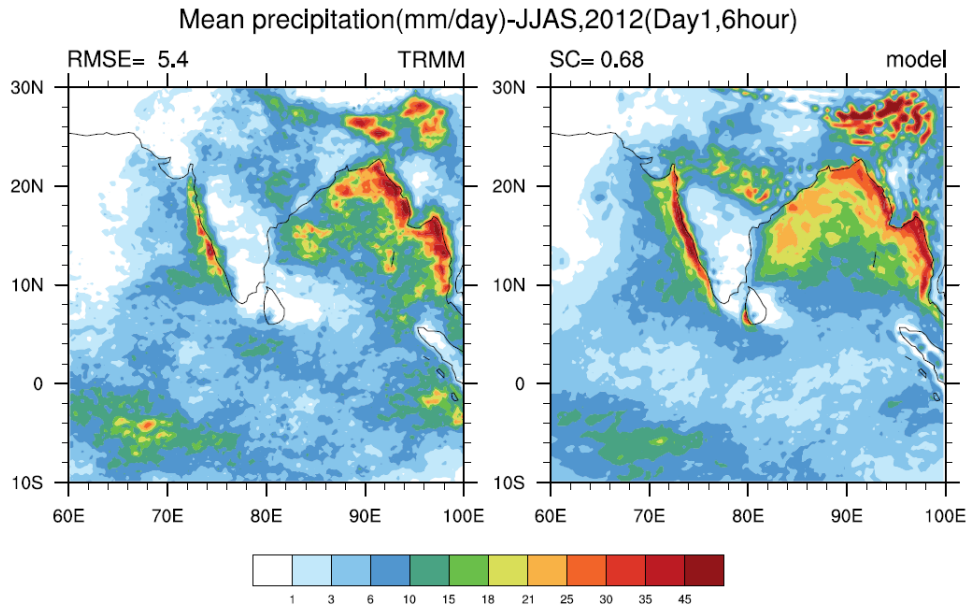 Mean precipitation(mm/day)-JJAS,2012(Day1,6hour)
RMSE= 5.4 TRMM SC= 0.68 model
30N 30N
20N 20N
10N 10N
0 0
10S 10S
60E 70E 80E 90E 100E 60E 70E 80E 90E 100E
1 3 6 10 15 18 21 25 30 35 45